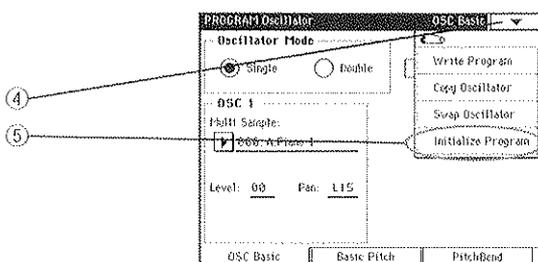 PROGRAM Oscillator OSC Basic
Oscillator Mode
Single Double
Write Program
Copy Oscillator
Swap Oscillator
Initialize Program
④
⑤
OSC 1
Multi Sample:
000: A.Piano 1
Level: 00 Pan: L15
OSC Basic Basic Pitch PitchBend